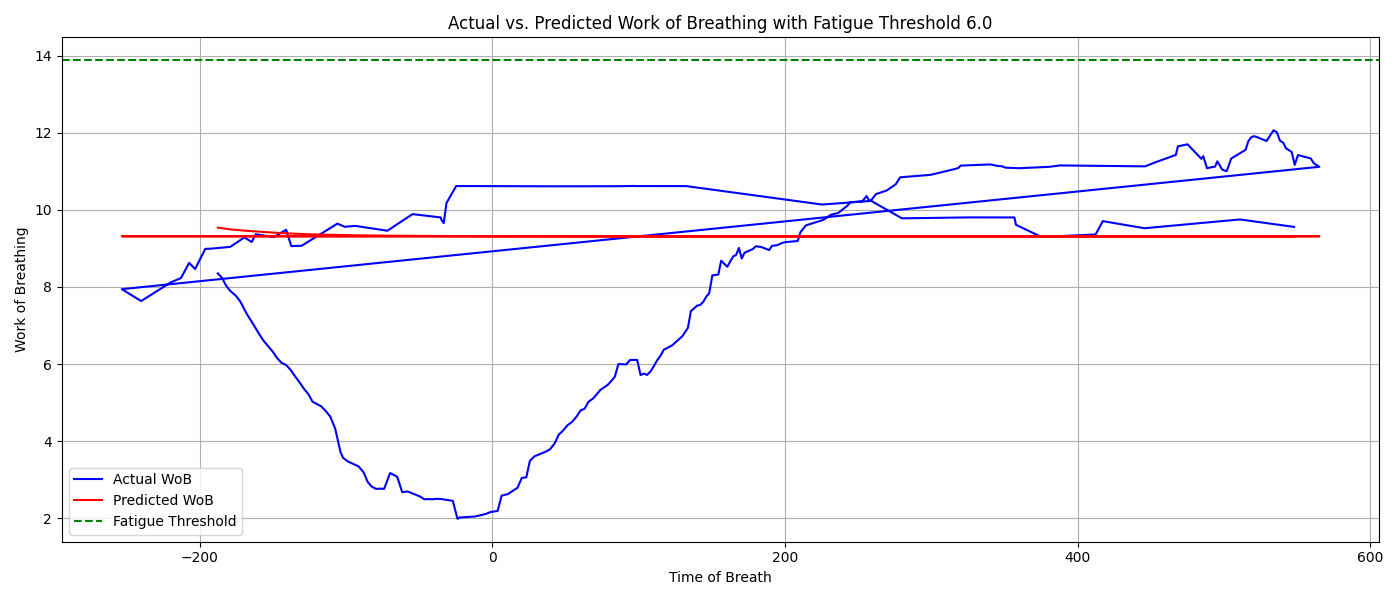 Actual vs. Predicted Work of Breathing with Fatigue Threshold 6.0
14
12
10
8
6
4
2
Work of Breathing
Actual WoB
Predicted WoB
Fatigue Threshold
−200
0
200
400
600
Time of Breath